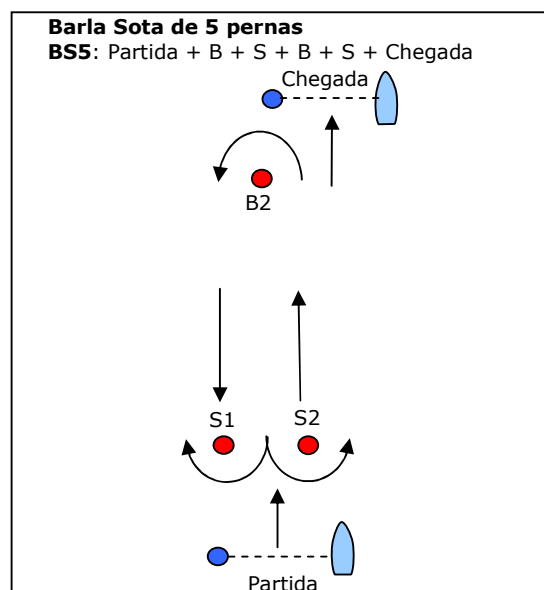 Barla Sota de 5 pernas
BS5: Partida + B + S + B + S + Chegada
Chegada
B2
S1 S2
Partida